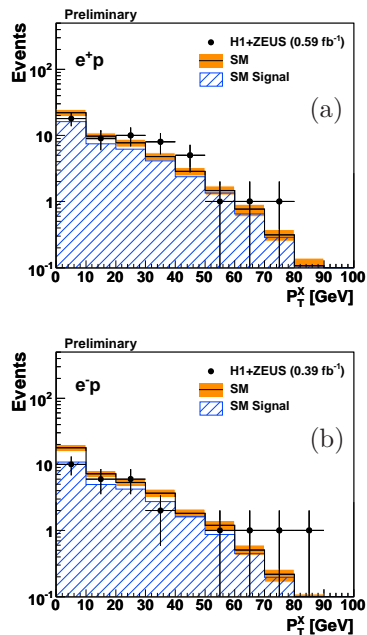 Preliminary
Events
e⁺p
H1+ZEUS (0.59 fb⁻¹)
SM
SM Signal
(a)
10²
10
1
10⁻¹
0 10 20 30 40 50 60 70 80 90 100
P_T^X [GeV]
Preliminary
Events
e⁻p
H1+ZEUS (0.39 fb⁻¹)
SM
SM Signal
(b)
10²
10
1
10⁻¹
0 10 20 30 40 50 60 70 80 90 100
P_T^X [GeV]